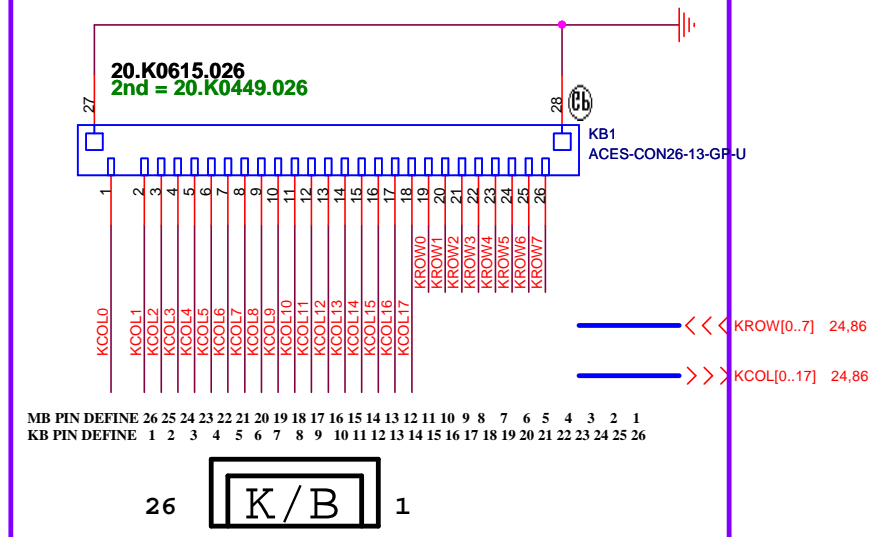 20.K0615.026
2nd = 20.K0449.026
27
28
KB1
ACES-CON26-13-GP-U
1 2 3 4 5 6 7 8 9 10 11 12 13 14 15 16 17 18 19 20 21 22 23 24 25 26
KCOL0 KCOL1 KCOL2 KCOL3 KCOL4 KCOL5 KCOL6 KCOL7 KCOL8 KCOL9 KCOL10 KCOL11 KCOL12 KCOL13 KCOL14 KCOL15 KCOL16 KCOL17
KROW0 KROW1 KROW2 KROW3 KROW4 KROW5 KROW6 KROW7
KROW[0..7] 24,86
KCOL[0..17] 24,86
MB PIN DEFINE 26 25 24 23 22 21 20 19 18 17 16 15 14 13 12 11 10 9 8 7 6 5 4 3 2 1
KB PIN DEFINE 1 2 3 4 5 6 7 8 9 10 11 12 13 14 15 16 17 18 19 20 21 22 23 24 25 26
26 K/B 1